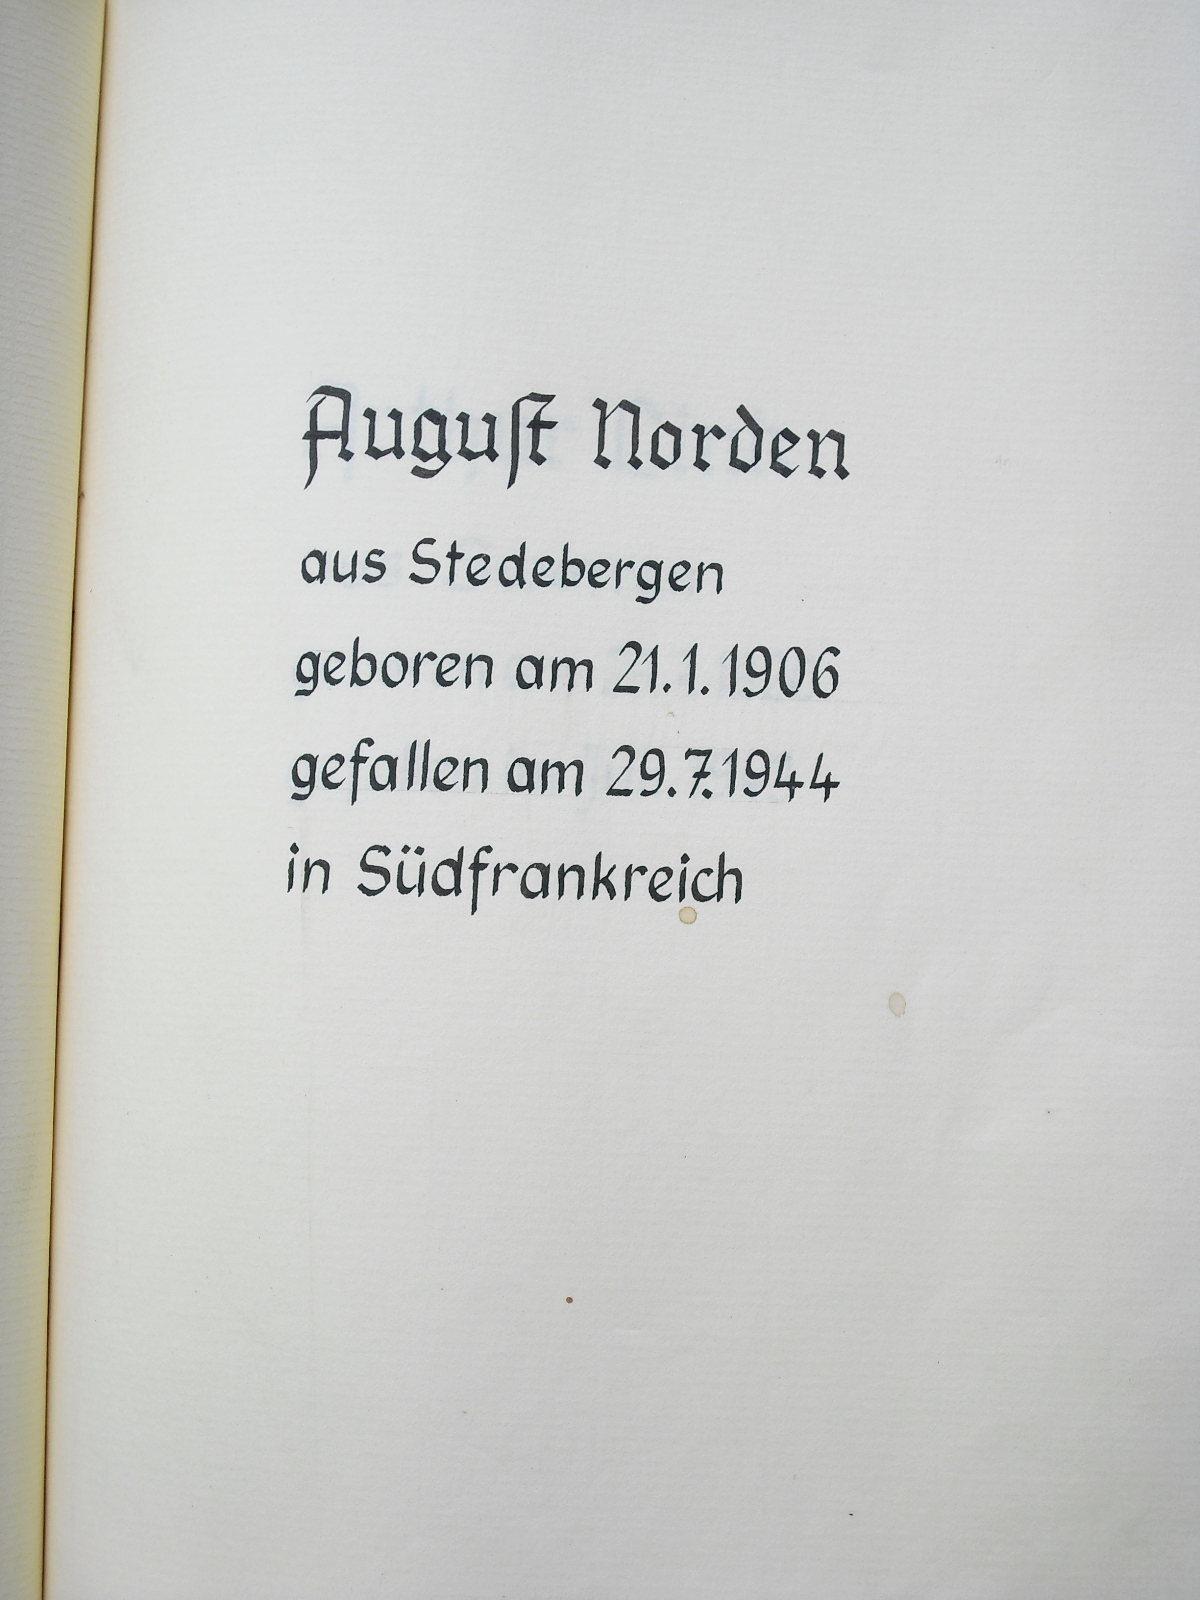 August Norden
aus Stedebergen
geboren am 21.1.1906
gefallen am 29.7.1944
in Südfrankreich